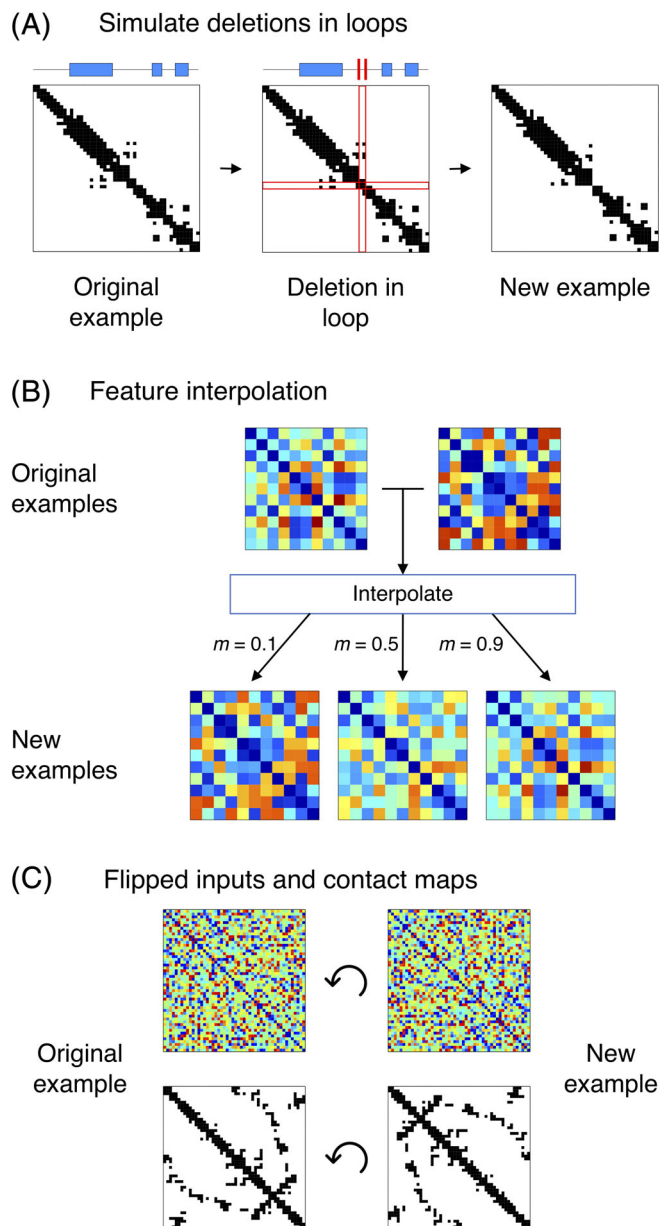 (A) Simulate deletions in loops
Original example
Deletion in loop
New example
(B) Feature interpolation
Original examples
Interpolate
m = 0.1
m = 0.5
m = 0.9
New examples
(C) Flipped inputs and contact maps
Original example
New example